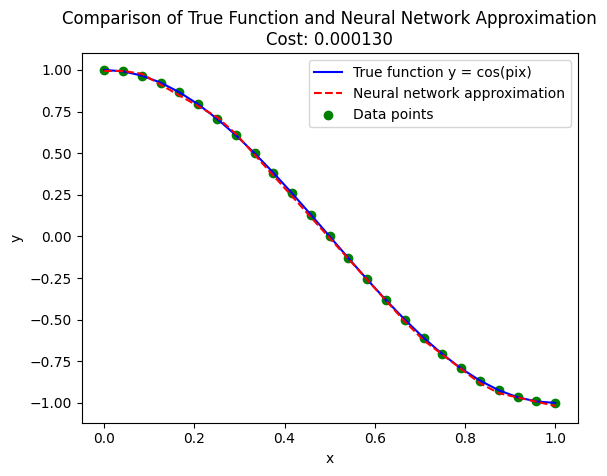 Comparison of True Function and Neural Network Approximation
Cost: 0.000130
True function y = cos(pix)
Neural network approximation
Data points
1.00
0.75
0.50
0.25
0.00
−0.25
−0.50
−0.75
−1.00
y
0.0 0.2 0.4 0.6 0.8 1.0
x